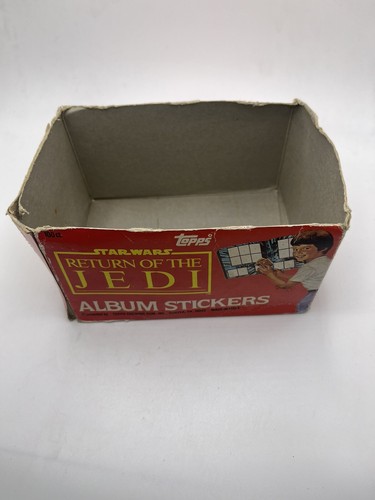 topps
STAR WARS
RETURN OF THE
JEDI
ALBUM STICKERS